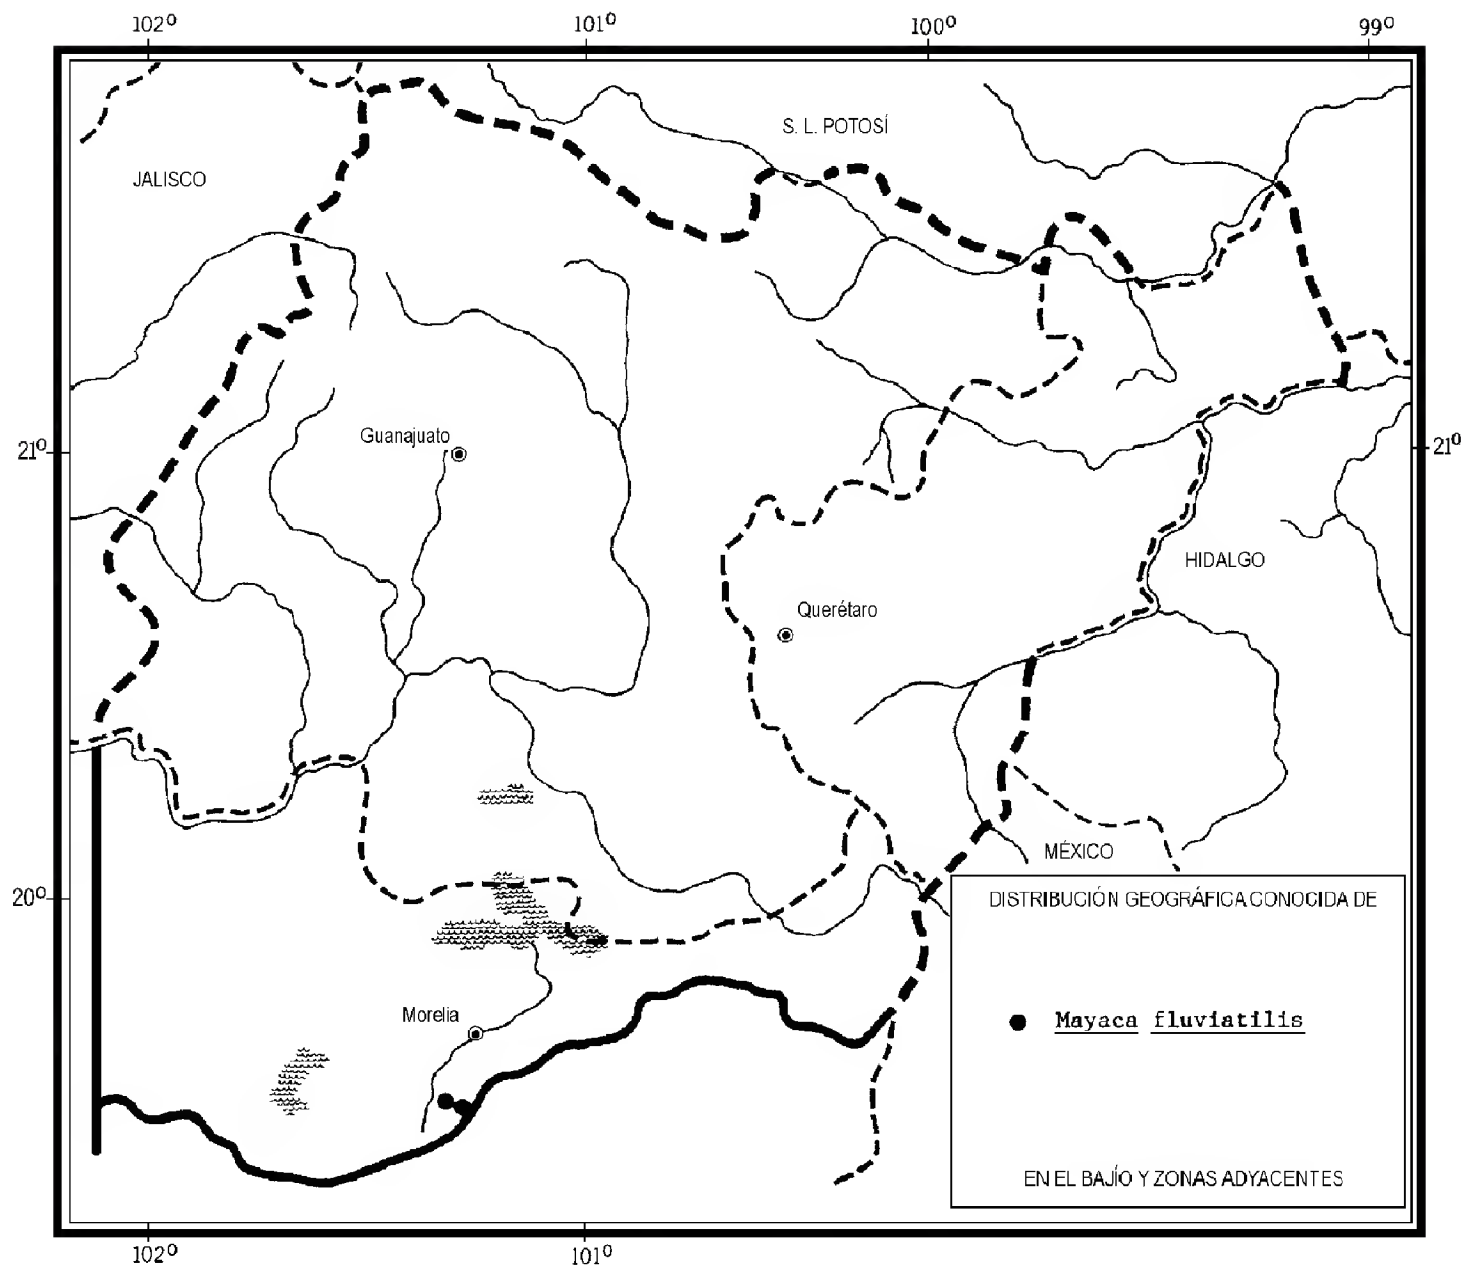 102º 101º 100º 99º
S. L. POTOSÍ
JALISCO
Guanajuato
21º 21º
HIDALGO
Querétaro
MÉXICO
20º
DISTRIBUCIÓN GEOGRÁFICA CONOCIDA DE
Morelia
Mayaca fluviatilis
EN EL BAJÍO Y ZONAS ADYACENTES
102º 101º